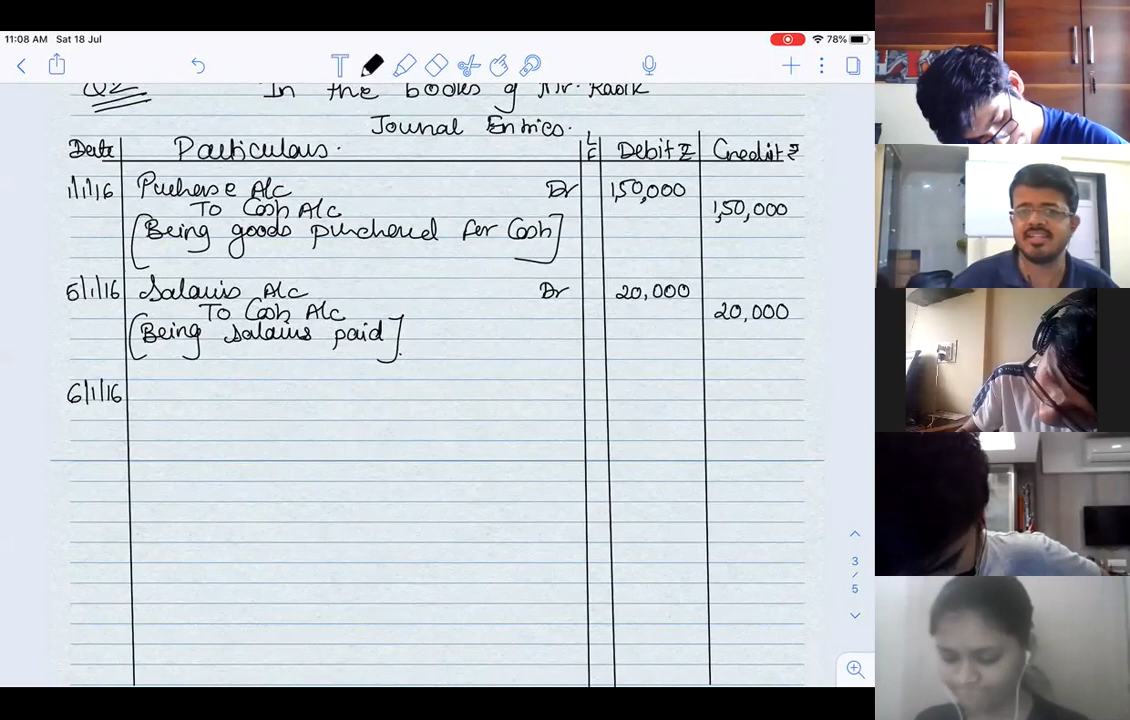 11:08 AM Sat 18 Jul
78%
Q2 In the books of Mr.
Journal Entries.
Date Particulars. LF Debit ₹ Credit ₹
1/1/16 Purchase A/c Dr 1,50,000
To Cash A/c 1,50,000
[Being goods purchased for Cash]
5/1/16 Salaries A/c Dr 20,000
To Cash A/c 20,000
[Being salaries paid].
6/1/16
3
/
5